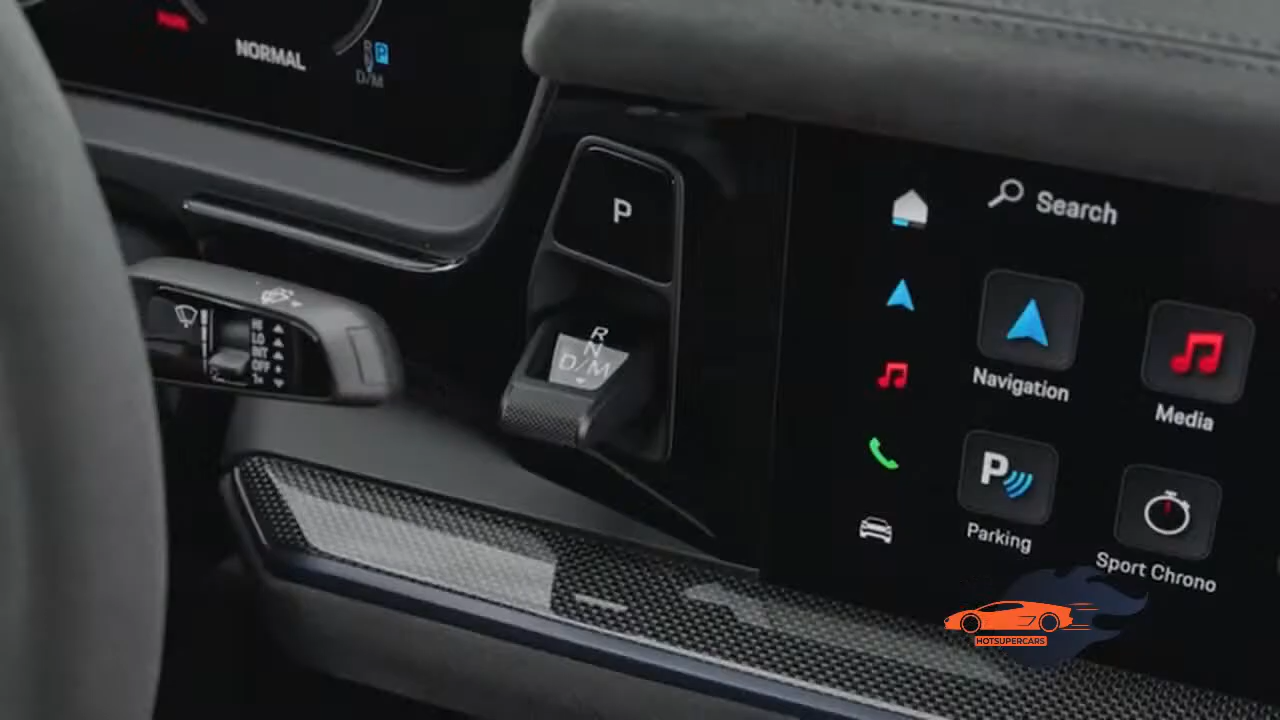 NORMAL
R
P
N
D/M
P
R
N
D/M
HI
LO
INT
OFF
1x
Search
Navigation
Media
P
Parking
Sport Chrono
HOTSUPERCARS